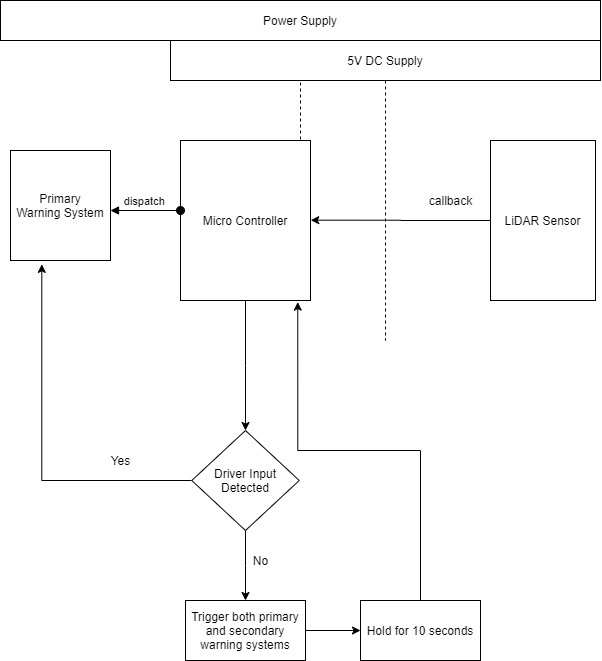 Power Supply
5V DC Supply
Primary
Warning System
dispatch
Micro Controller
callback
LiDAR Sensor
Yes
Driver Input
Detected
No
Trigger both primary
and secondary
warning systems
Hold for 10 seconds